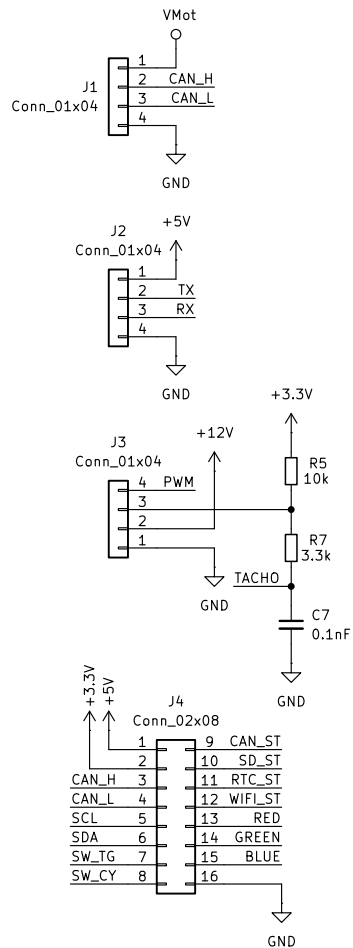 VMot
J1
Conn_01x04
1
2 CAN_H
3 CAN_L
4
GND
+5V
J2
Conn_01x04
1
2 TX
3 RX
4
GND
+3.3V
+12V
J3
Conn_01x04
4 PWM
3
2
1
R5
10k
R7
3.3k
TACHO
GND
C7
0.1nF
GND
+3.3V
+5V
J4
Conn_02x08
1 9 CAN_ST
2 10 SD_ST
CAN_H 3 11 RTC_ST
CAN_L 4 12 WIFI_ST
SCL 5 13 RED
SDA 6 14 GREEN
SW_TG 7 15 BLUE
SW_CY 8 16
GND